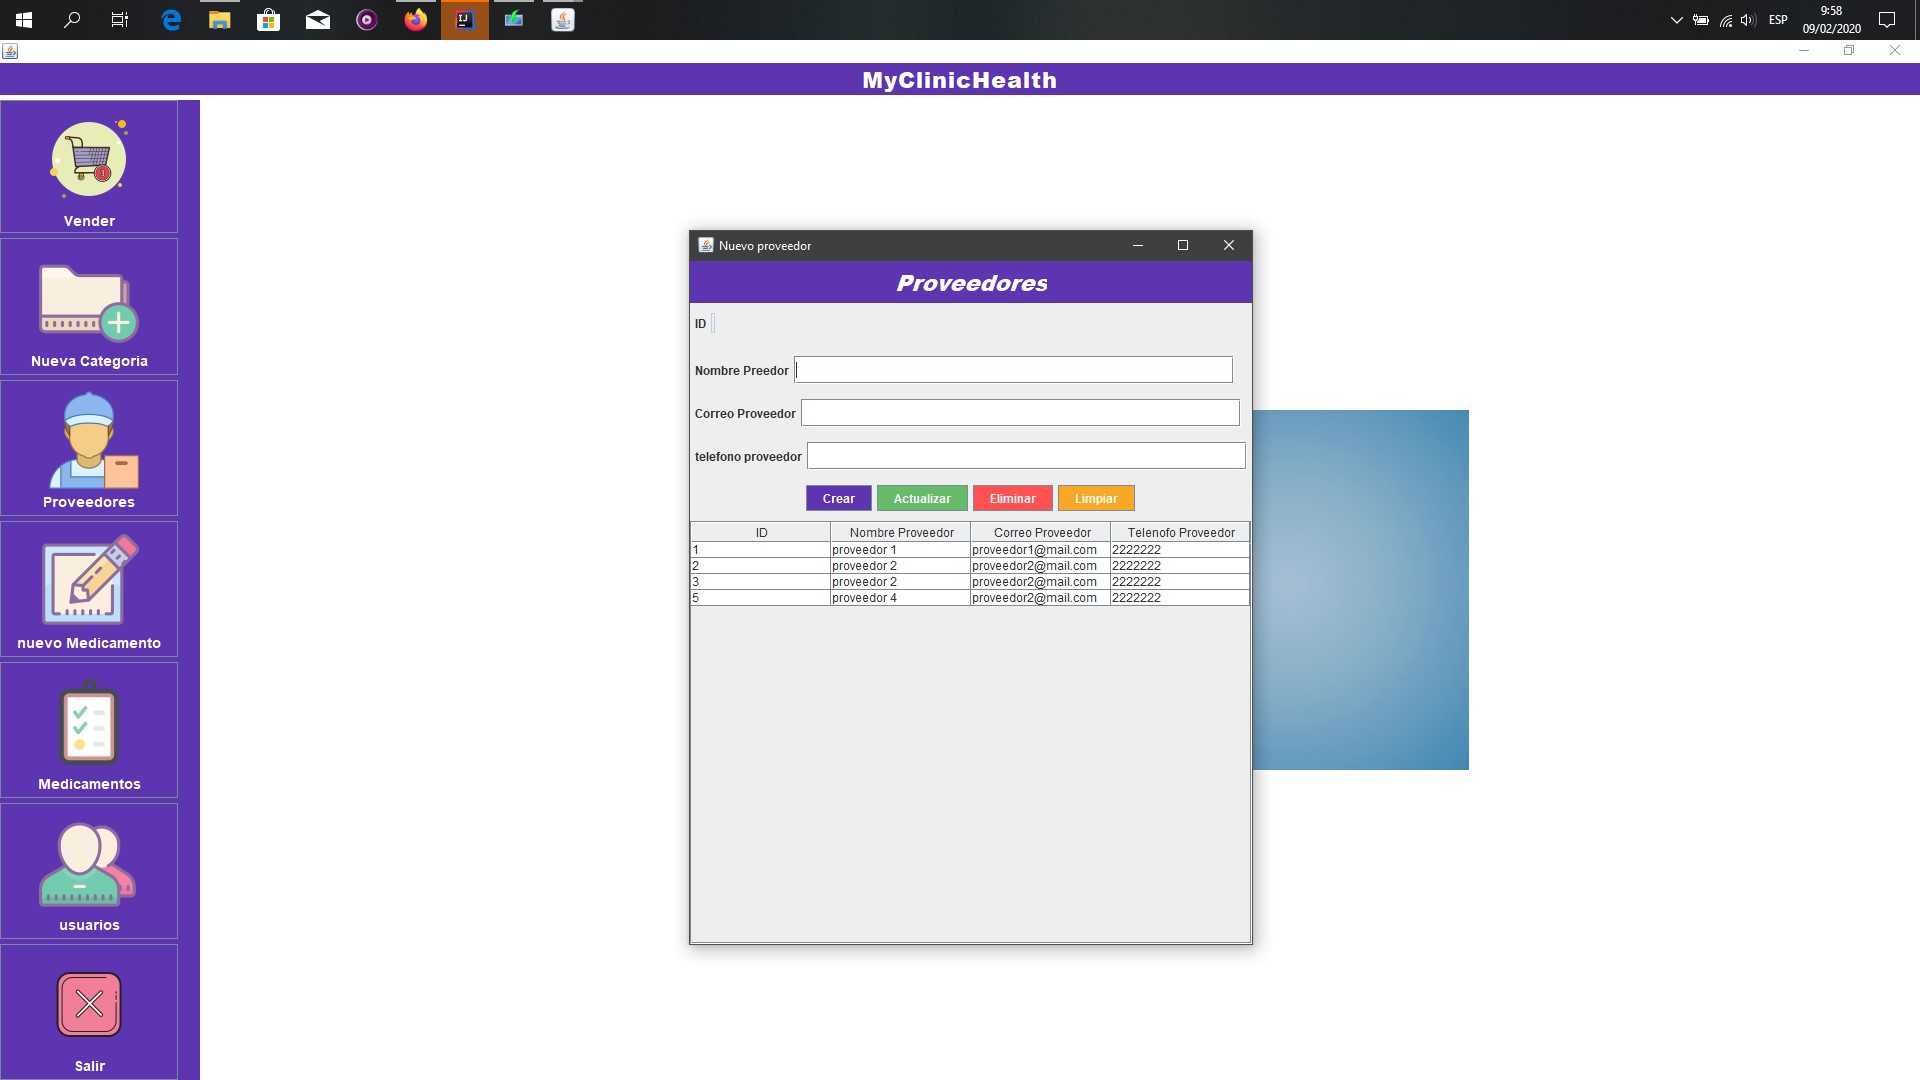 ESP
9:58
09/02/2020
MyClinicHealth
Vender
Nueva Categoria
Proveedores
nuevo Medicamento
Medicamentos
usuarios
Salir
Nuevo proveedor
Proveedores
ID
Nombre Preedor
Correo Proveedor
telefono proveedor
Crear Actualizar Eliminar Limpiar
ID Nombre Proveedor Correo Proveedor Telenofo Proveedor
1 proveedor 1 proveedor1@mail.com 2222222
2 proveedor 2 proveedor2@mail.com 2222222
3 proveedor 2 proveedor2@mail.com 2222222
5 proveedor 4 proveedor2@mail.com 2222222